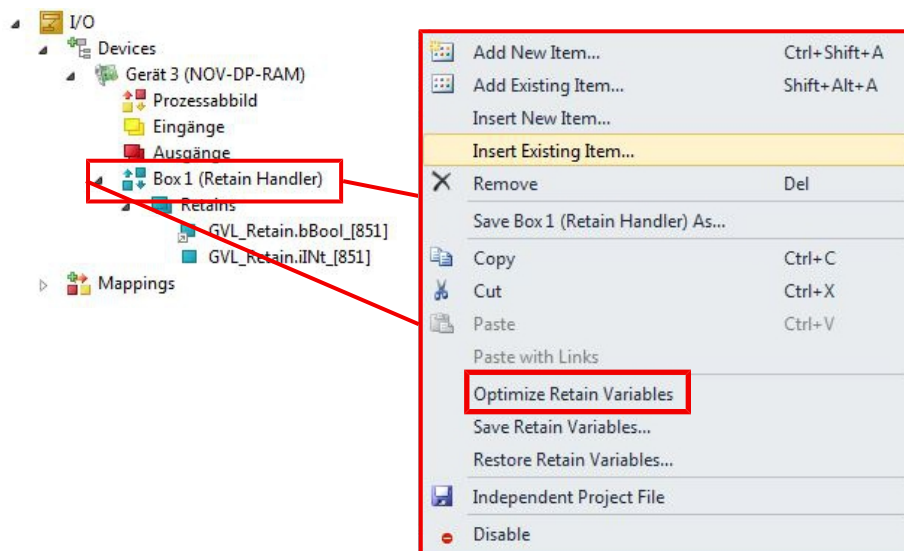 I/O
Devices
Gerät 3 (NOV-DP-RAM)
Prozessabbild
Eingänge
Ausgänge
Box 1 (Retain Handler)
Retains
GVL_Retain.bBool_[851]
GVL_Retain.iINt_[851]
Mappings
Add New Item... Ctrl+Shift+A
Add Existing Item... Shift+Alt+A
Insert New Item...
Insert Existing Item...
Remove Del
Save Box 1 (Retain Handler) As...
Copy Ctrl+C
Cut Ctrl+X
Paste Ctrl+V
Paste with Links
Optimize Retain Variables
Save Retain Variables...
Restore Retain Variables...
Independent Project File
Disable